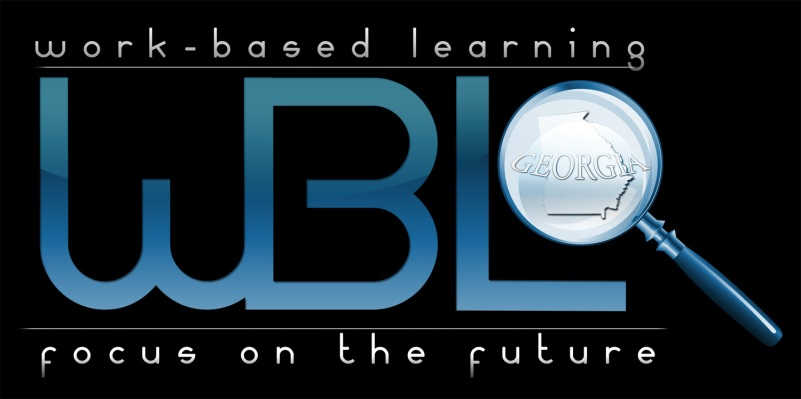 work-based learning
WBL
GEORGIA
focus on the future